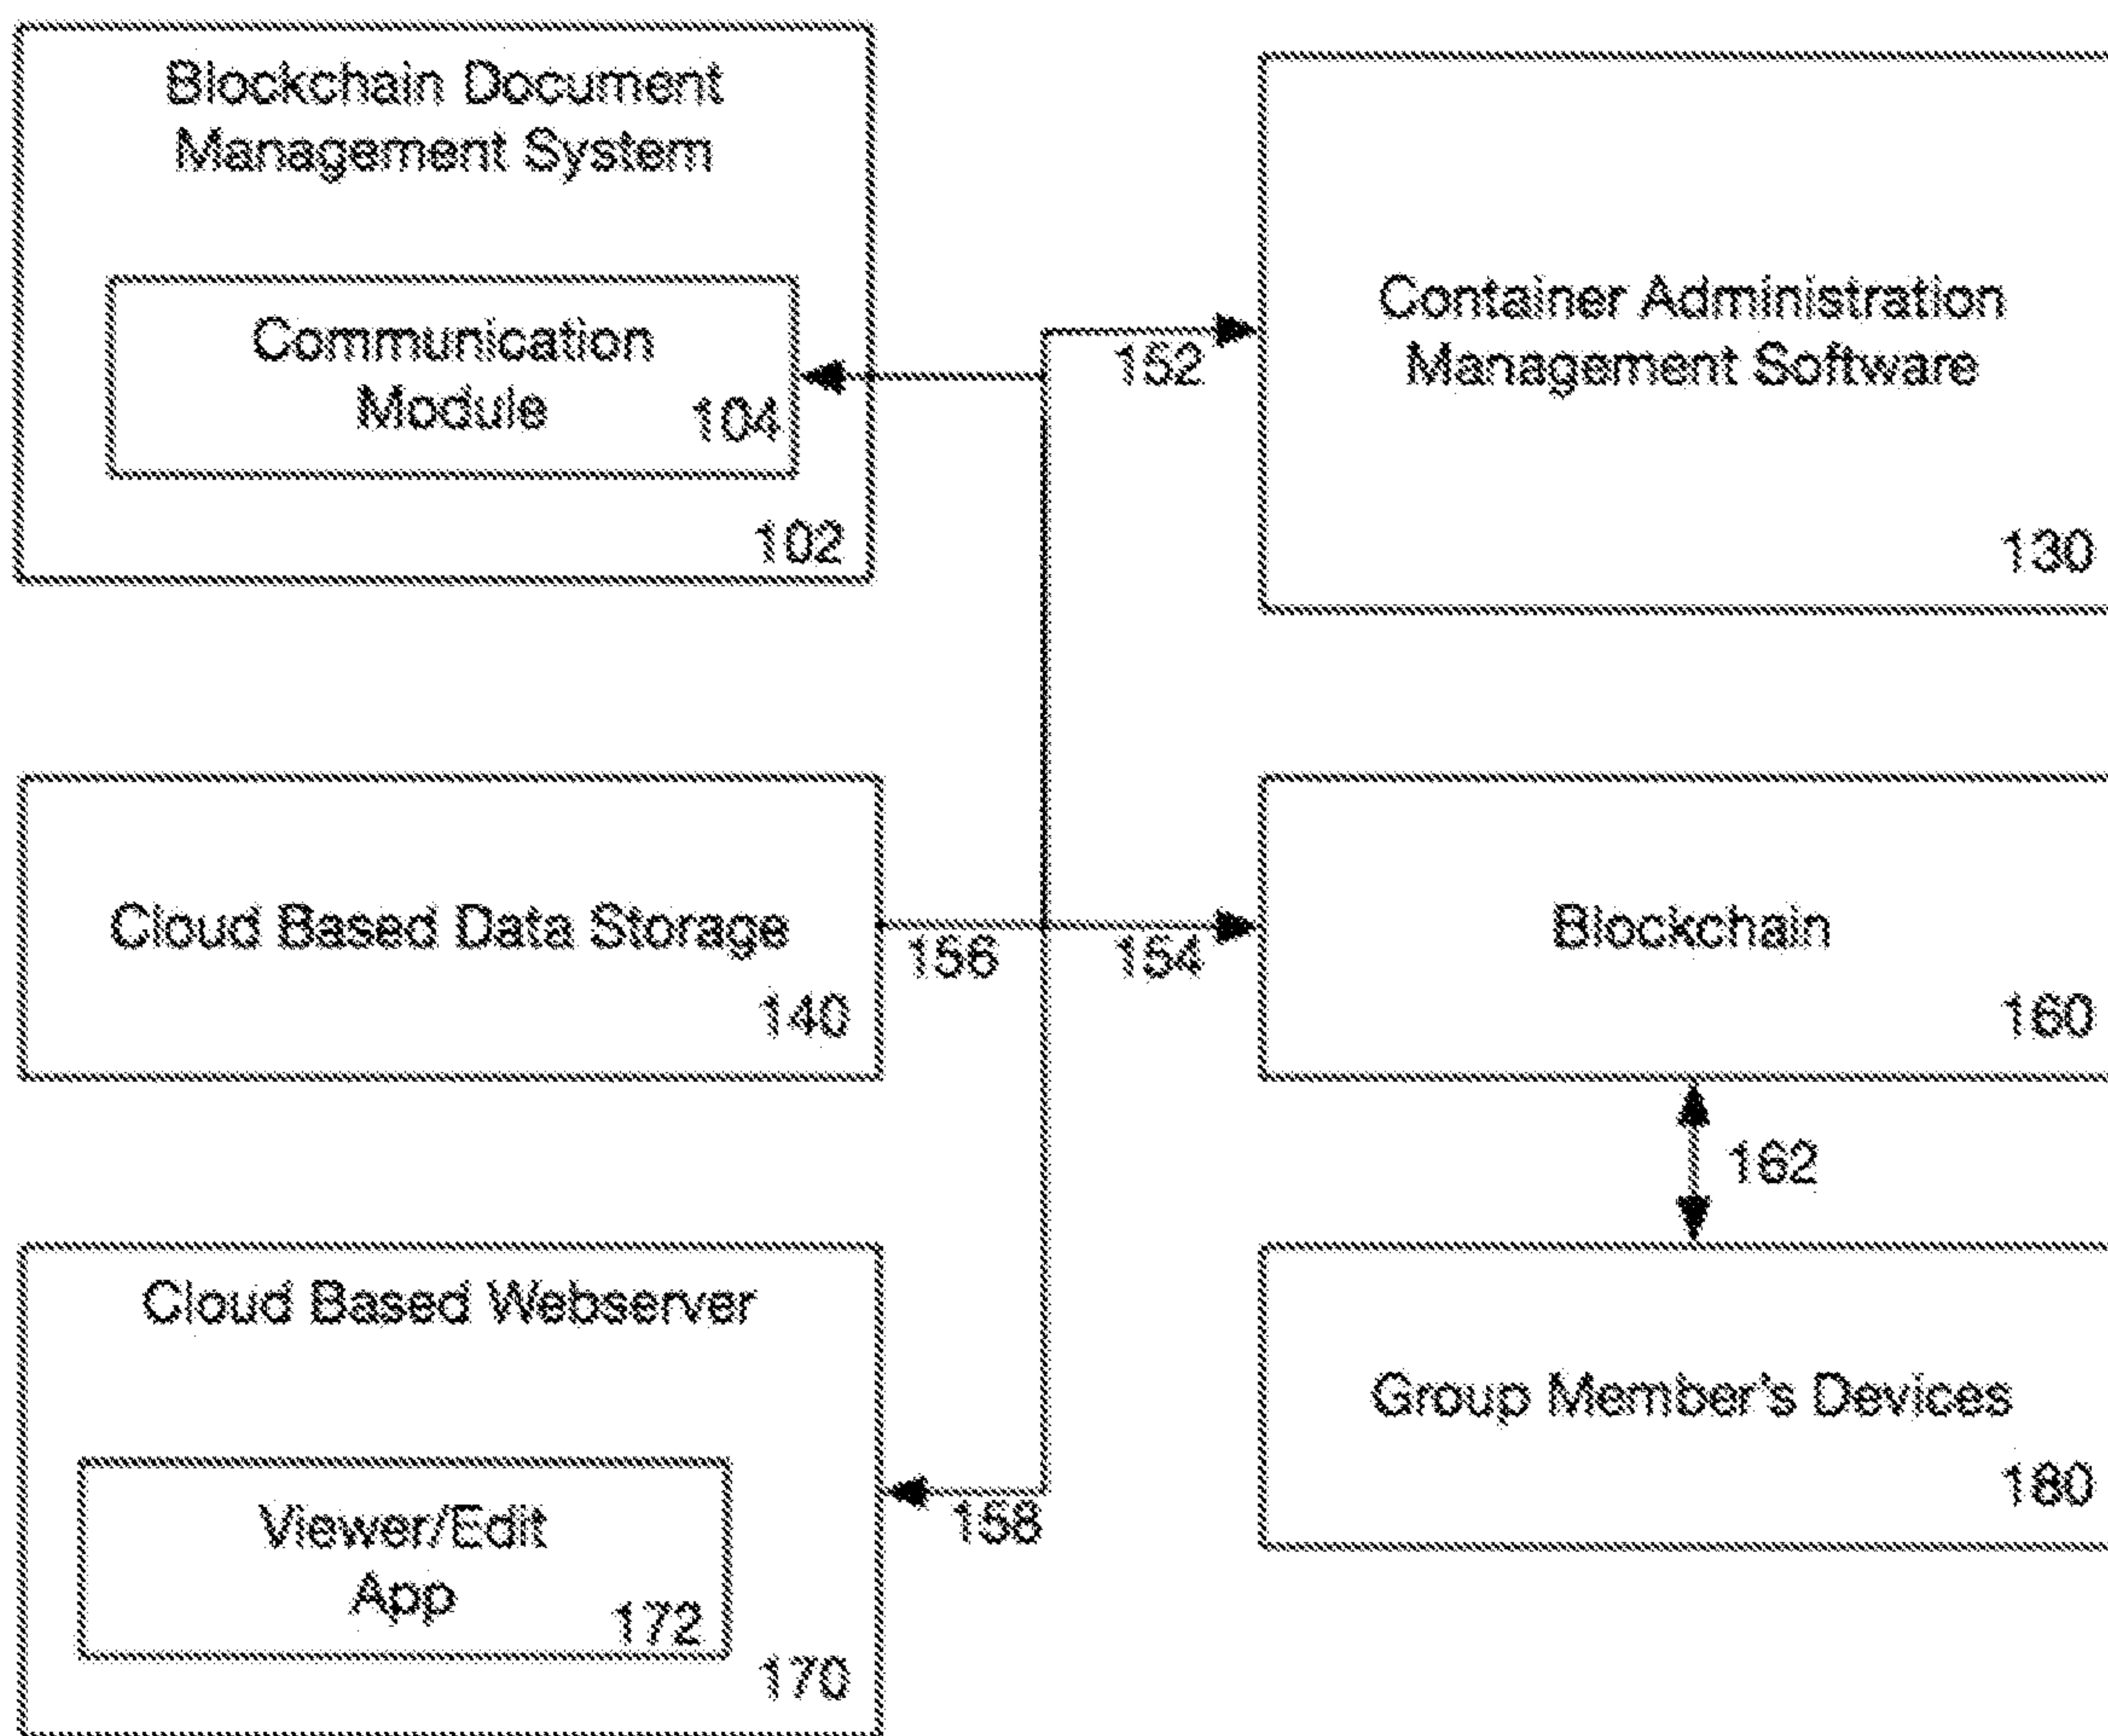 Blockchain Document
Management System
Communication
Module
104
102
Container Administration
Management Software
130
152
Cloud Based Data Storage
140
156
154
Blockchain
160
162
Cloud Based Webserver
Viewer/Edit
App
172
170
158
Group Member's Devices
180